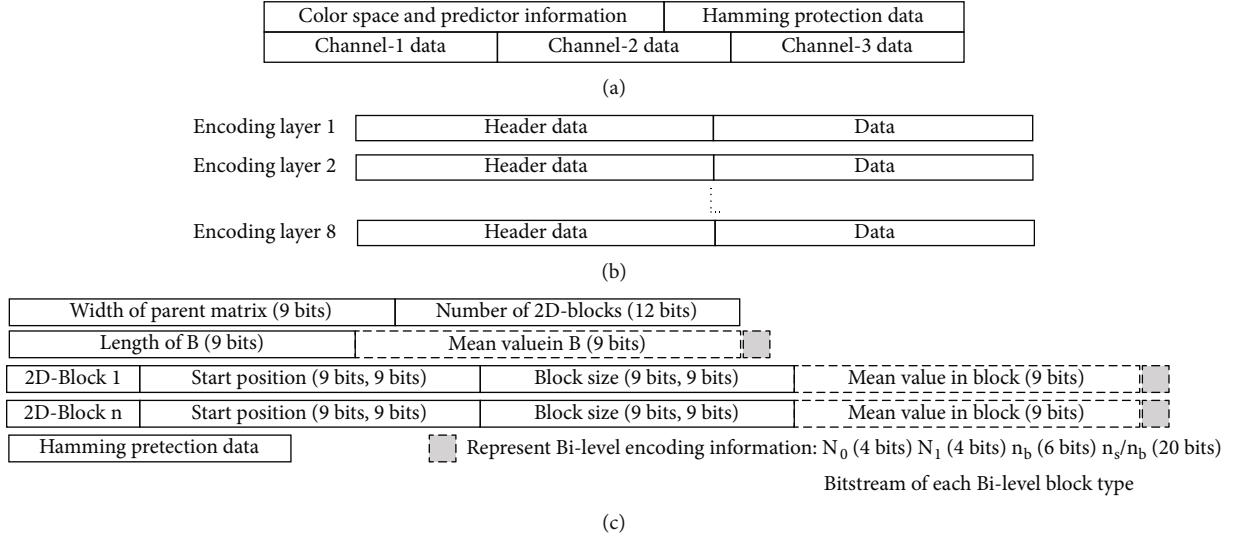 Color space and predictor information Hamming protection data
Channel-1 data Channel-2 data Channel-3 data
(a)
Encoding layer 1 Header data Data
Encoding layer 2 Header data Data
Encoding layer 8 Header data Data
(b)
Width of parent matrix (9 bits) Number of 2D-blocks (12 bits)
Length of B (9 bits) Mean valuein B (9 bits)
2D-Block 1 Start position (9 bits, 9 bits) Block size (9 bits, 9 bits) Mean value in block (9 bits)
2D-Block n Start position (9 bits, 9 bits) Block size (9 bits, 9 bits) Mean value in block (9 bits)
Hamming pretection data Represent Bi-level encoding information: N₀ (4 bits) N₁ (4 bits) n_b (6 bits) n_s/n_b (20 bits)
Bitstream of each Bi-level block type
(c)